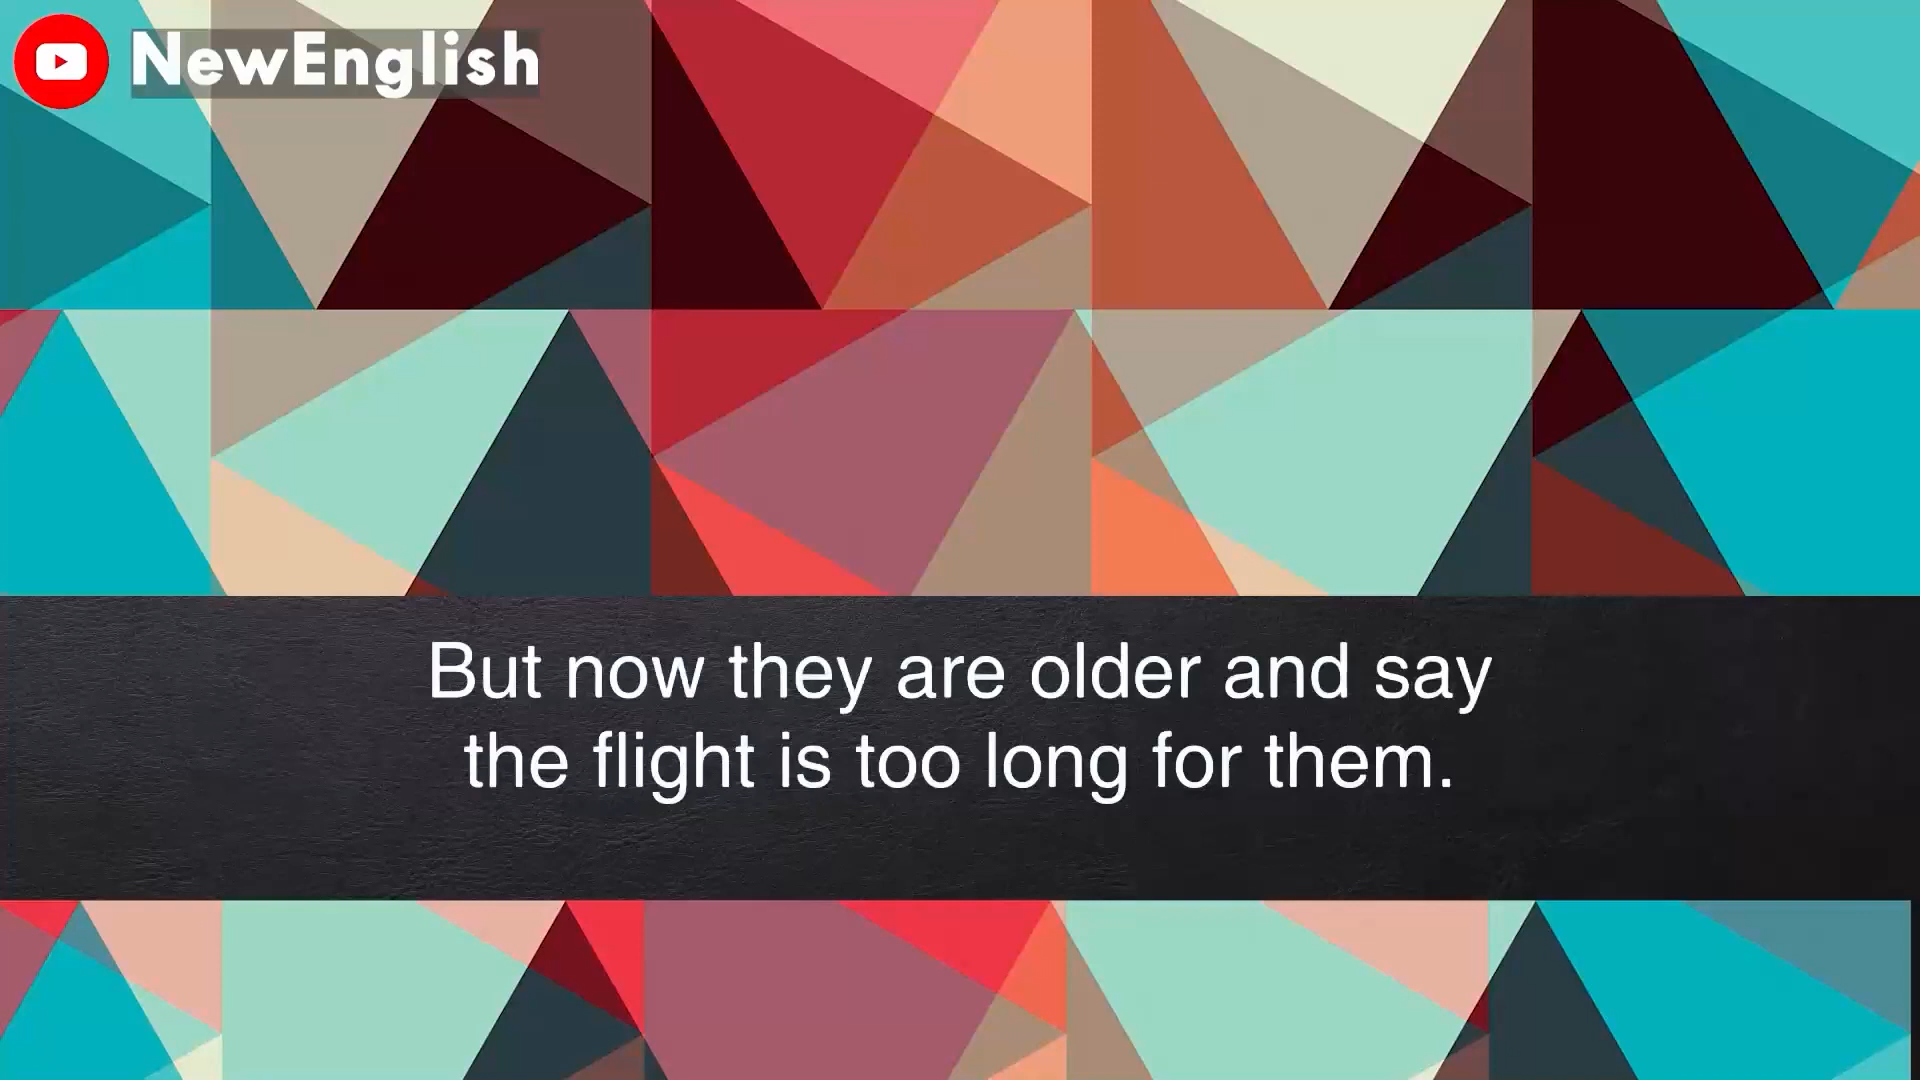 NewEnglish
But now they are older and say
the flight is too long for them.